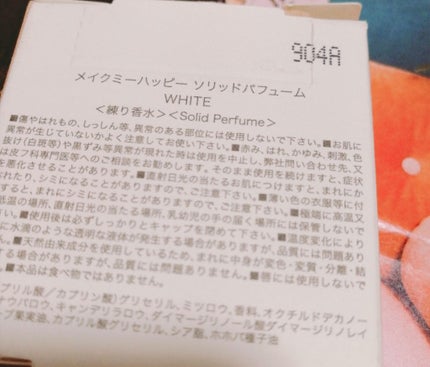 904A
メイクミーハッピー ソリッドパフューム
WHITE
＜練り香水＞＜Solid Perfume＞
■傷やはれもの、しっしん等、異常のある部位には使用しないで下さい。■お肌に
異常が生じていないかよく注意してお使い下さい。■赤み、はれ、かゆみ、刺激、色
抜け(白斑等)や黒ずみ等異常が現れた時は使用を中止し、弊社問い合せ先、又
は皮フ科専門医等へのご相談をお勧めします。そのまま使用を続けますと、症状
を悪化させることがあります。■直射日光の当たるお肌につけますと、まれにか
ぶれたり、シミになることがありますので、ご注意下さい。■薄い色の衣服等に付
しますと、まれにシミになることがありますので、ご注意下さい。■極端に高温又
低温の場所、直射日光の当たる場所、乳幼児の手の届く場所には保管しないで
い。■使用後は必ずしっかりとキャップを閉めて下さい。■温度変化により
に水滴のような透明な液体が発生する場合がありますが、品質には問題あり
ん。■天然由来成分を使用しているため、まれに中身が変色・変質・分離・結
する場合がありますが、品質には問題ありません。■唇には使用しないで
い。■本品は食べ物ではありません。
プリル酸／カプリン酸)グリセリル、ミツロウ、香料、オクチルドデカノー
ナウバロウ、キャンデリラロウ、ダイマージリノール酸ダイマージリノレイ
ーブ果実油、カプリル酸グリセリル、シア脂、ホホバ種子油